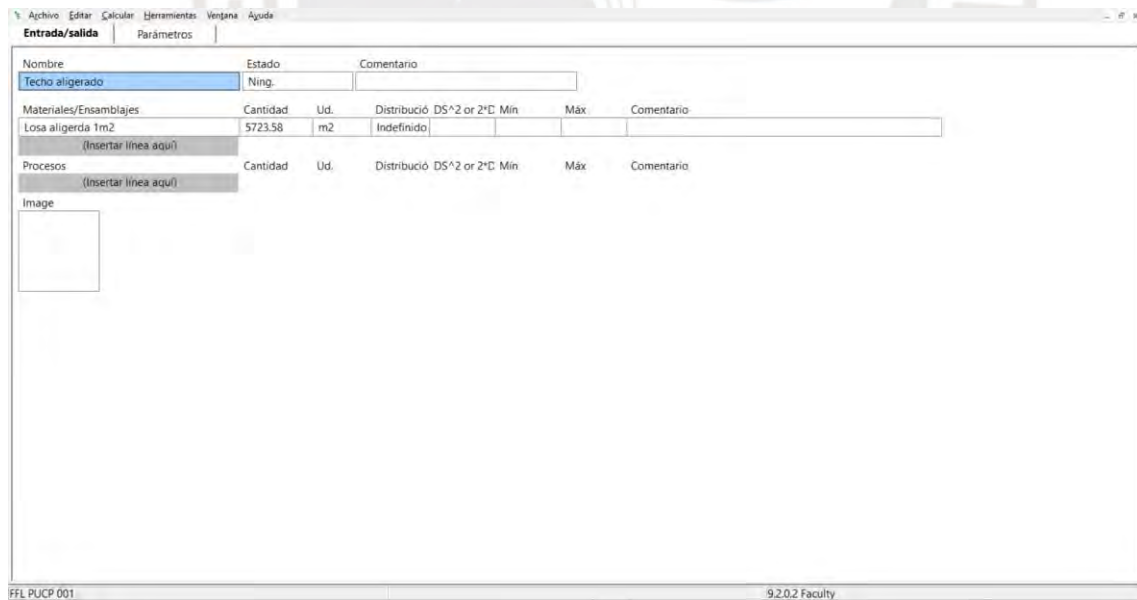 Archivo Editar Calcular Herramientas Ventana Ayuda
Entrada/salida Parámetros
Nombre Estado Comentario
Techo aligerado Ning.
Materiales/Ensamblajes Cantidad Ud. Distribució DS^2 or 2*D Mín Máx Comentario
Losa aligerda 1m2 5723.58 m2 Indefinido
(Insertar línea aquí)
Procesos Cantidad Ud. Distribució DS^2 or 2*D Mín Máx Comentario
(Insertar línea aquí)
Image
FFL PUCP 001 9.2.0.2 Faculty